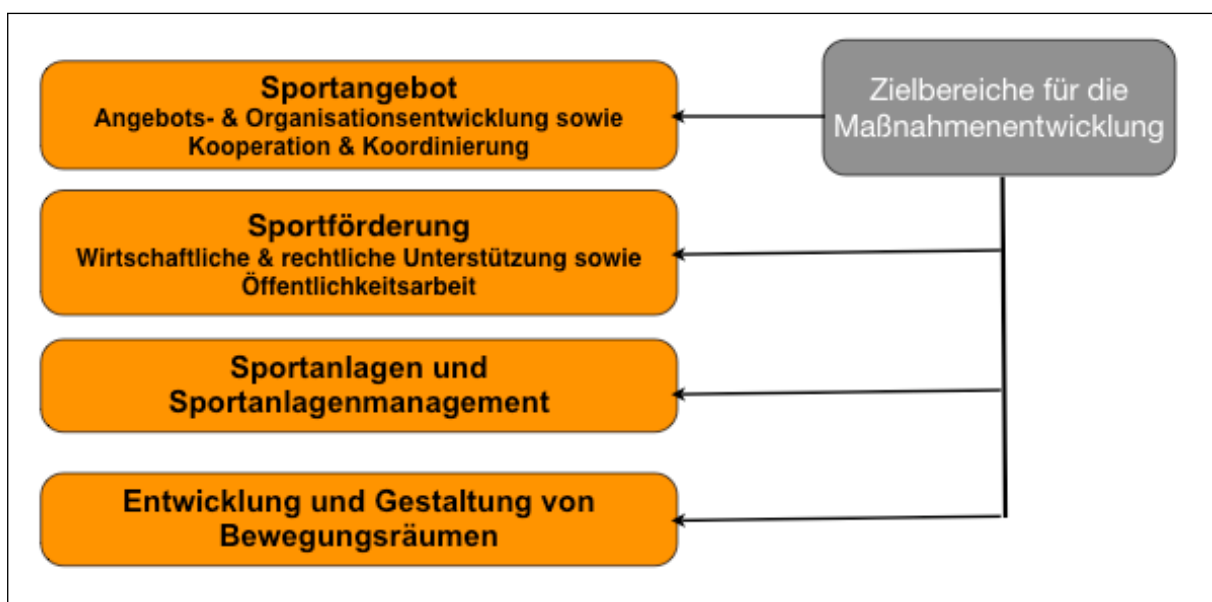 Sportangebot
Angebots- & Organisationsentwicklung sowie
Kooperation & Koordinierung
Zielbereiche für die
Maßnahmenentwicklung
Sportförderung
Wirtschaftliche & rechtliche Unterstützung sowie
Öffentlichkeitsarbeit
Sportanlagen und
Sportanlagenmanagement
Entwicklung und Gestaltung von
Bewegungsräumen